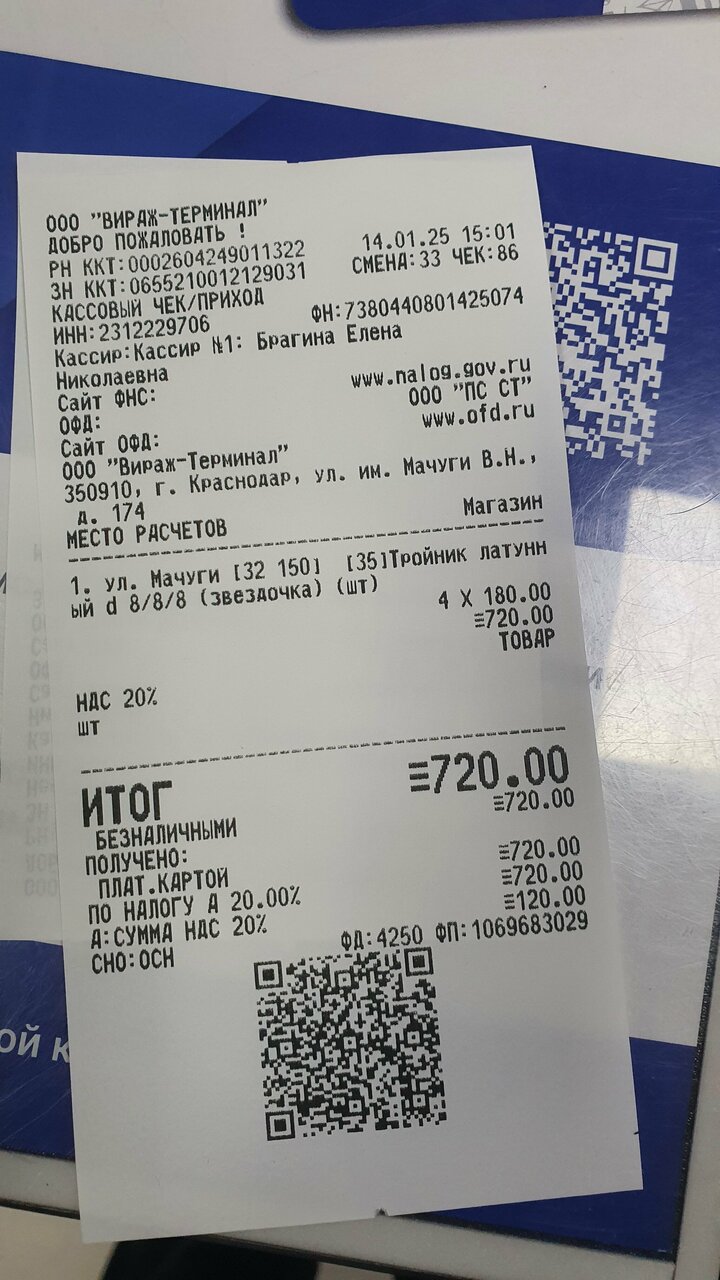 ООО "ВИРАЖ-ТЕРМИНАЛ"
ДОБРО ПОЖАЛОВАТЬ !
РН ККТ:0002604249011322 14.01.25 15:01
ЗН ККТ:0655210012129031 СМЕНА:33 ЧЕК:86
КАССОВЫЙ ЧЕК/ПРИХОД
ИНН:2312229706 ФН:7380440801425074
Кассир:Кассир №1: Брагина Елена
Николаевна
Сайт ФНС: www.nalog.gov.ru
ОФД: ООО "ПС СТ"
Сайт ОФД: www.ofd.ru
ООО "Вираж-Терминал"
350910, г. Краснодар, ул. им. Мачуги В.Н.,
д. 174
МЕСТО РАСЧЕТОВ Магазин
1. ул. Мачуги [32 150] [35]Тройник латунн
ый d 8/8/8 (звездочка) (шт)
4 X 180.00
≡720.00
ТОВАР
НДС 20%
шт
ИТОГ ≡720.00
БЕЗНАЛИЧНЫМИ ≡720.00
ПОЛУЧЕНО:
ПЛАТ.КАРТОЙ ≡720.00
ПО НАЛОГУ А 20.00% ≡720.00
А:СУММА НДС 20% ≡120.00
СНО:ОСН ФД:4250 ФП:1069683029
ОЙ К